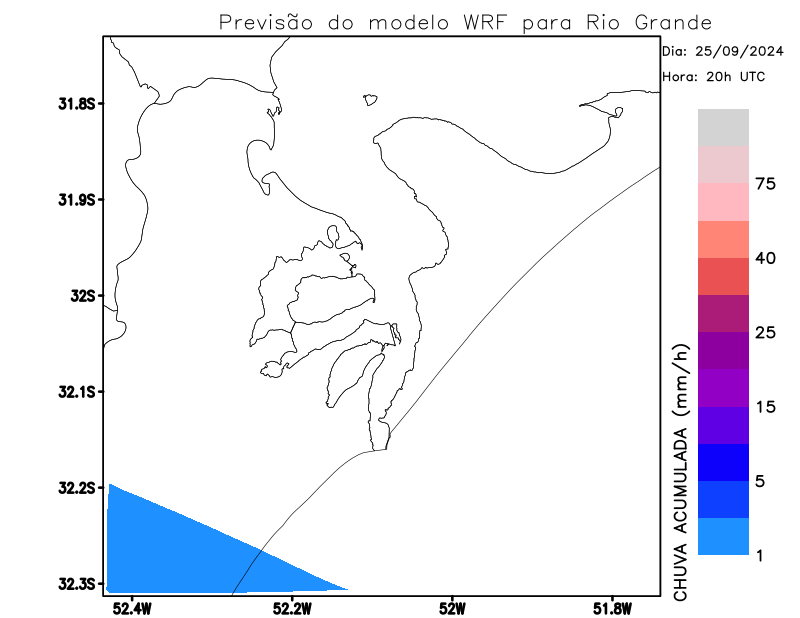 Previsão do modelo WRF para Rio Grande
Dia: 25/09/2024
Hora: 20h UTC
31.8S
31.9S
32S
32.1S
32.2S
32.3S
52.4W 52.2W 52W 51.8W
75
40
25
15
5
1
CHUVA ACUMULADA (mm/h)